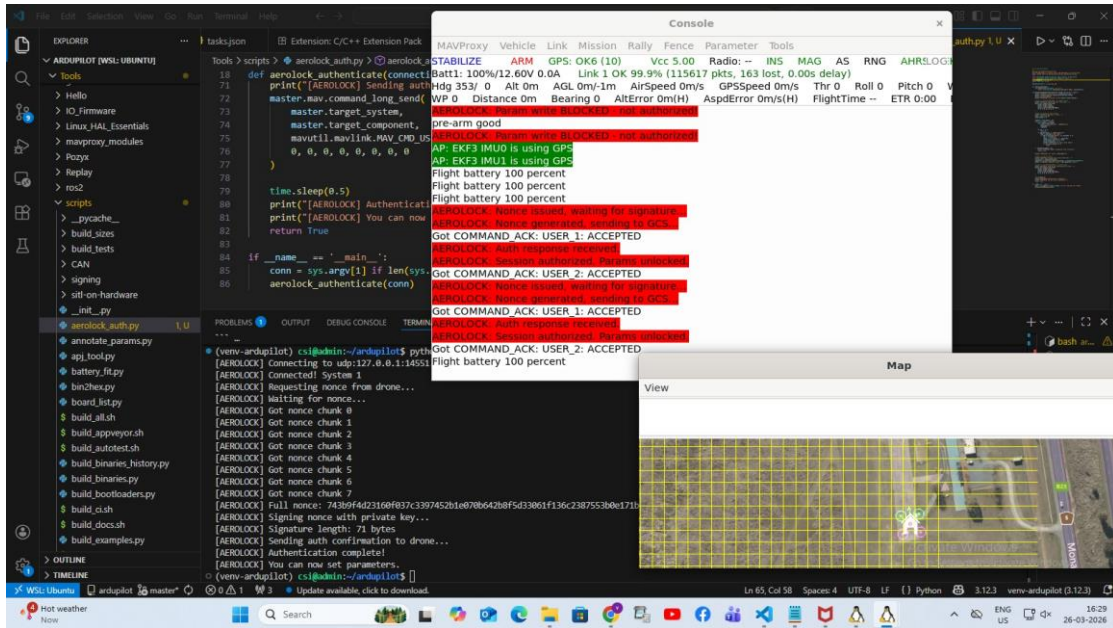 File Edit Selection View Go Run Terminal Help
EXPLORER
ARDUPILOT [WSL: UBUNTU]
Tools
Hello
IO_Firmware
Linux_HAL_Essentials
mavproxy_modules
Pozyx
Replay
ros2
scripts
__pycache__
build_sizes
build_tests
CAN
signing
sitl-on-hardware
__init__.py
aerolock_auth.py 1, U
annotate_params.py
apj_tool.py
battery_fit.py
bin2hex.py
board_list.py
build_all.sh
build_appveyor.sh
build_autotest.sh
build_binaries_history.py
build_binaries.py
build_bootloaders.py
build_ci.sh
build_docs.sh
build_examples.py
OUTLINE
TIMELINE
tasks.json Extension: C/C++ Extension Pack
auth.py 1, U
Tools > scripts > aerolock_auth.py >
18 def aerolock_authenticate(connecti
71 print("[AEROLOCK] Sending auth
72 master.mav.command_long_send(
73 master.target_system,
74 master.target_component,
75 mavutil.mavlink.MAV_CMD_US
76 0, 0, 0, 0, 0, 0, 0, 0
77 )
78
79 time.sleep(0.5)
80 print("[AEROLOCK] Authenticati
81 print("[AEROLOCK] You can now
82 return True
83
84 if __name__ == '__main__':
85 conn = sys.argv[1] if len(sys.
86 aerolock_authenticate(conn)
PROBLEMS 1 OUTPUT DEBUG CONSOLE TERMIN
(venv-ardupilot) csi@admin:~/ardupilot$ pyth
[AEROLOCK] Connecting to udp:127.0.0.1:14551
[AEROLOCK] Connected! System 1
[AEROLOCK] Requesting nonce from drone...
[AEROLOCK] Waiting for nonce...
[AEROLOCK] Got nonce chunk 0
[AEROLOCK] Got nonce chunk 1
[AEROLOCK] Got nonce chunk 2
[AEROLOCK] Got nonce chunk 3
[AEROLOCK] Got nonce chunk 4
[AEROLOCK] Got nonce chunk 5
[AEROLOCK] Got nonce chunk 6
[AEROLOCK] Got nonce chunk 7
[AEROLOCK] Full nonce:
[AEROLOCK] Signing nonce with private key...
[AEROLOCK] Signature length: 71 bytes
[AEROLOCK] Sending auth confirmation to drone...
[AEROLOCK] Authentication complete!
[AEROLOCK] You can now set parameters.
(venv-ardupilot) csi@admin:~/ardupilot$
Console
MAVProxy Vehicle Link Mission Rally Fence Parameter Tools
STABILIZE ARM GPS: OK6 (10) Vcc 5.00 Radio: -- INS MAG AS RNG AHRS LOG
Batt1: 100%/12.60V 0.0A Link 1 OK 99.9% (115617 pkts, 163 lost, 0.00s delay)
Hdg 353/ 0 Alt 0m AGL 0m/-1m AirSpeed 0m/s GPSSpeed 0m/s Thr 0 Roll 0 Pitch 0
WP 0 Distance 0m Bearing 0 AltError 0m(H) AspdError 0m/s(H) FlightTime -- ETR 0:00
AEROLOCK: Param write BLOCKED - not authorized!
pre-arm good
AEROLOCK: Param write BLOCKED - not authorized!
AP: EKF3 IMU0 is using GPS
AP: EKF3 IMU1 is using GPS
Flight battery 100 percent
Flight battery 100 percent
Flight battery 100 percent
AEROLOCK: Nonce issued, waiting for signature...
AEROLOCK: Nonce generated, sending to GCS...
Got COMMAND_ACK: USER_1: ACCEPTED
AEROLOCK: Auth response received.
AEROLOCK: Session authorized. Params unlocked.
Got COMMAND_ACK: USER_2: ACCEPTED
AEROLOCK: Nonce issued, waiting for signature...
AEROLOCK: Nonce generated, sending to GCS...
Got COMMAND_ACK: USER_1: ACCEPTED
AEROLOCK: Auth response received.
AEROLOCK: Session authorized. Params unlocked.
Got COMMAND_ACK: USER_2: ACCEPTED
Flight battery 100 percent
Map
View
bash
WSL: Ubuntu ardupilot master* 0 1 3 Update available, click to download. Ln 65, Col 58 Spaces: 4 UTF-8 LF { } Python 3.12.3 venv-ardupilot (3.12.3)
Hot weather
Now
Search
ENG
US
16:29
26-03-2026